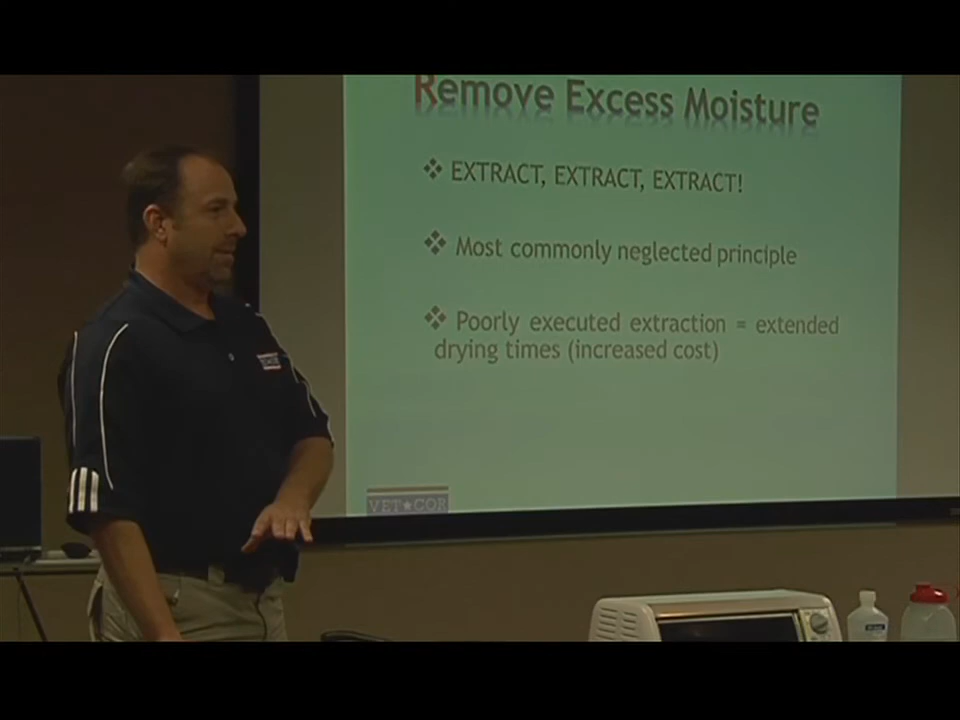 Remove Excess Moisture
❖ EXTRACT, EXTRACT, EXTRACT!
❖ Most commonly neglected principle
❖ Poorly executed extraction = extended
drying times (increased cost)
VET★COR